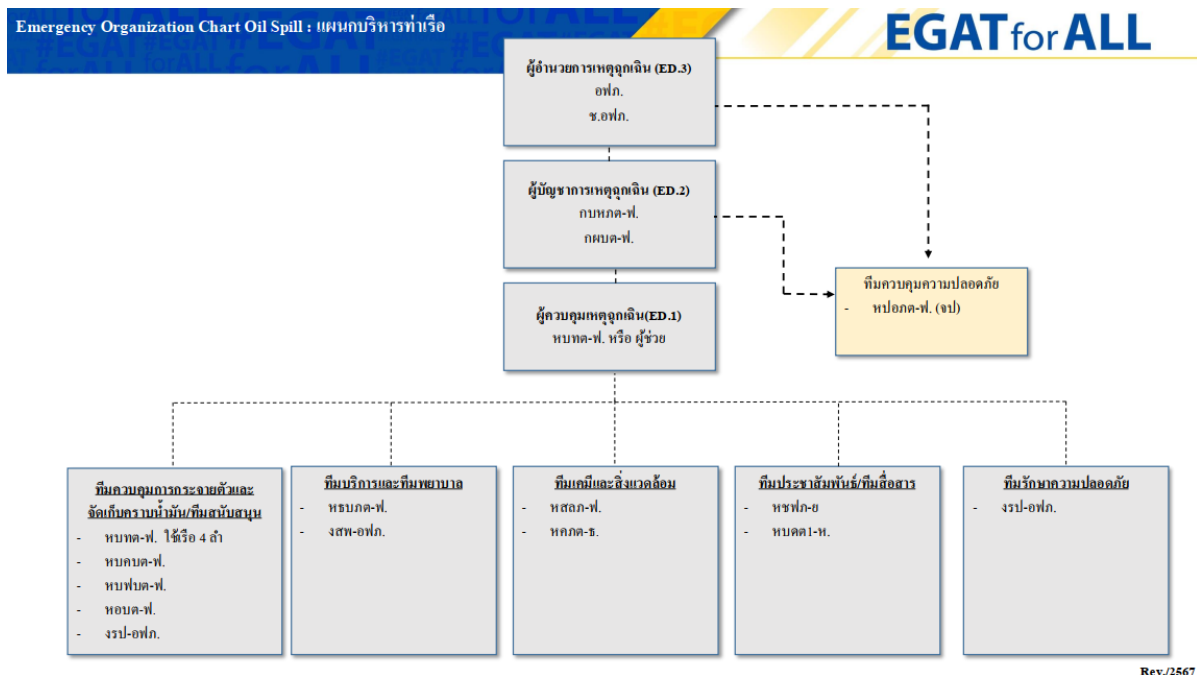 Emergency Organization Chart Oil Spill : แผนกบริหารท่าเรือ
EGAT for ALL
ผู้อำนวยการเหตุฉุกเฉิน (ED.3)
อฟภ.
ช.อฟภ.
ผู้บัญชาการเหตุฉุกเฉิน (ED.2)
กบหภต-ฟ.
กผบต-ฟ.
ทีมควบคุมความปลอดภัย
- หปอภต-ฟ. (จป)
ผู้ควบคุมเหตุฉุกเฉิน(ED.1)
หบทต-ฟ. หรือ ผู้ช่วย
ทีมควบคุมการกระจายตัวและ
จัดเก็บคราบน้ำมัน/ทีมสนับสนุน
- หบทต-ฟ. ใช้เรือ 4 ลำ
- หบคบต-ฟ.
- หบฟบต-ฟ.
- หอบต-ฟ.
- งรป-อฟภ.
ทีมบริการและทีมพยาบาล
- หธบภต-ฟ.
- งสพ-อฟภ.
ทีมเคมีและสิ่งแวดล้อม
- หสลภ-ฟ.
- หคภต-ธ.
ทีมประชาสัมพันธ์/ทีมสื่อสาร
- หชฟภ-ย
- หบดต1-ห.
ทีมรักษาความปลอดภัย
- งรป-อฟภ.
Rev./2567